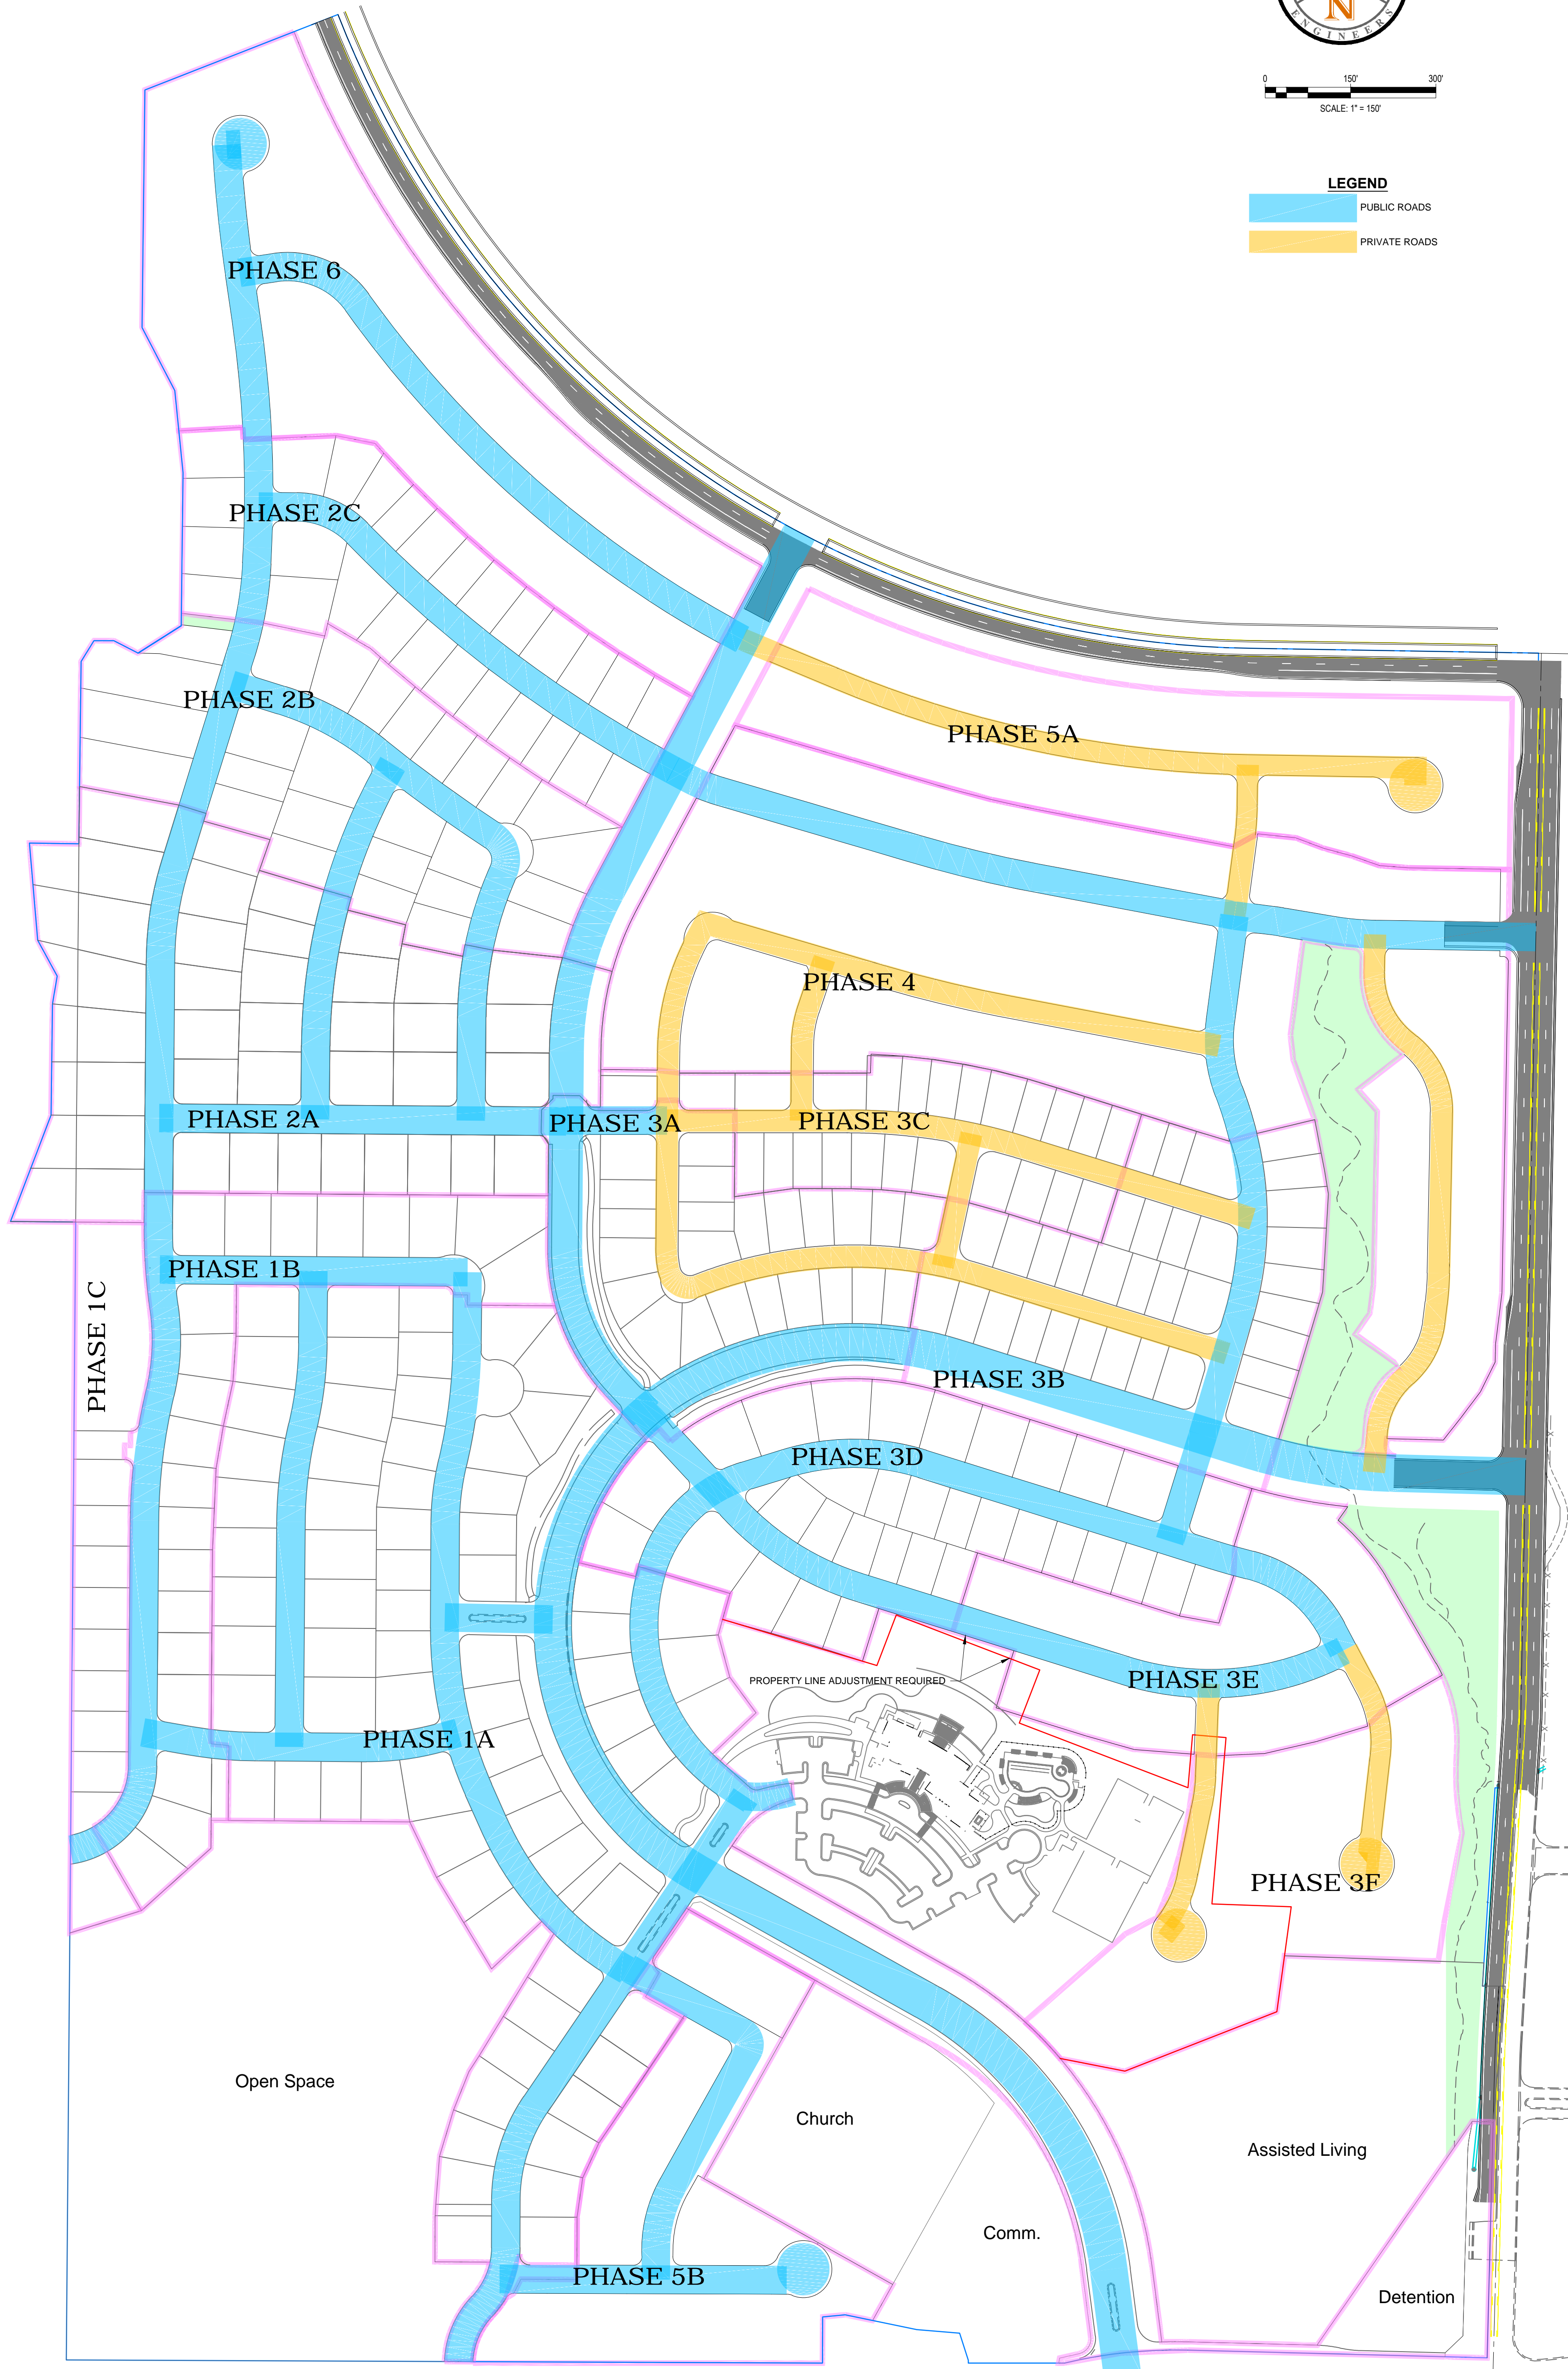 N
ENGINEERS
0 150' 300'
SCALE: 1" = 150'
LEGEND
PUBLIC ROADS
PRIVATE ROADS
PHASE 6
PHASE 2C
PHASE 2B
PHASE 5A
PHASE 4
PHASE 2A
PHASE 3A
PHASE 3C
PHASE 1B
PHASE 1C
PHASE 3B
PHASE 3D
PROPERTY LINE ADJUSTMENT REQUIRED
PHASE 3E
PHASE 1A
PHASE 3F
Open Space
Church
Assisted Living
Comm.
PHASE 5B
Detention